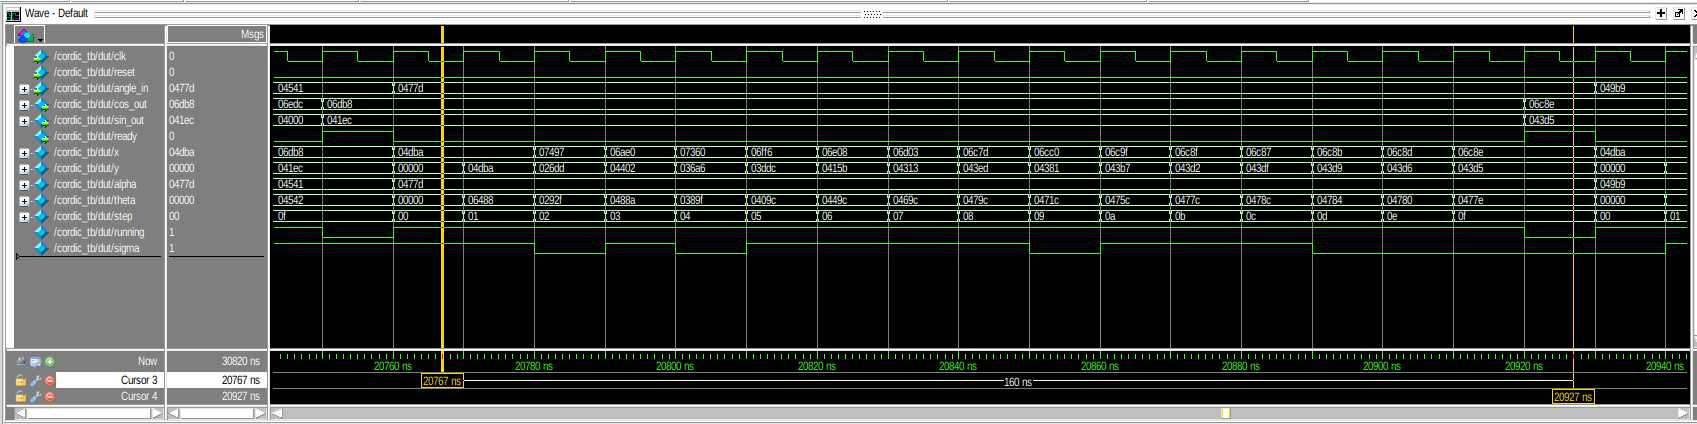 Wave - Default
Msgs
/cordic_tb/dut/clk 0
/cordic_tb/dut/reset 0
/cordic_tb/dut/angle_in 0477d 04541 0477d 049b9
/cordic_tb/dut/cos_out 06db8 06edc 06db8 06c8e
/cordic_tb/dut/sin_out 041ec 04000 041ec 043d5
/cordic_tb/dut/ready 0
/cordic_tb/dut/x 04dba 06db8 04dba 07497 06ae0 07360 06ff6 06e08 06d03 06c7d 06cc0 06c9f 06c8f 06c87 06c8b 06c8d 06c8e 04dba
/cordic_tb/dut/y 00000 041ec 00000 04dba 026dd 04402 036a6 03ddc 0415b 04313 043ed 04381 043b7 043d2 043df 043d9 043d6 043d5 00000
/cordic_tb/dut/alpha 0477d 04541 0477d 049b9
/cordic_tb/dut/theta 00000 04542 00000 06488 0292f 0488a 0389f 0409c 0449c 0469c 0479c 0471c 0475c 0477c 0478c 04784 04780 0477e 00000
/cordic_tb/dut/step 00 0f 00 01 02 03 04 05 06 07 08 09 0a 0b 0c 0d 0e 0f 00 01
/cordic_tb/dut/running 1
/cordic_tb/dut/sigma 1
Now 30820 ns 20760 ns 20780 ns 20800 ns 20820 ns 20840 ns 20860 ns 20880 ns 20900 ns 20920 ns 20940 ns
Cursor 3 20767 ns 20767 ns 160 ns
Cursor 4 20927 ns 20927 ns